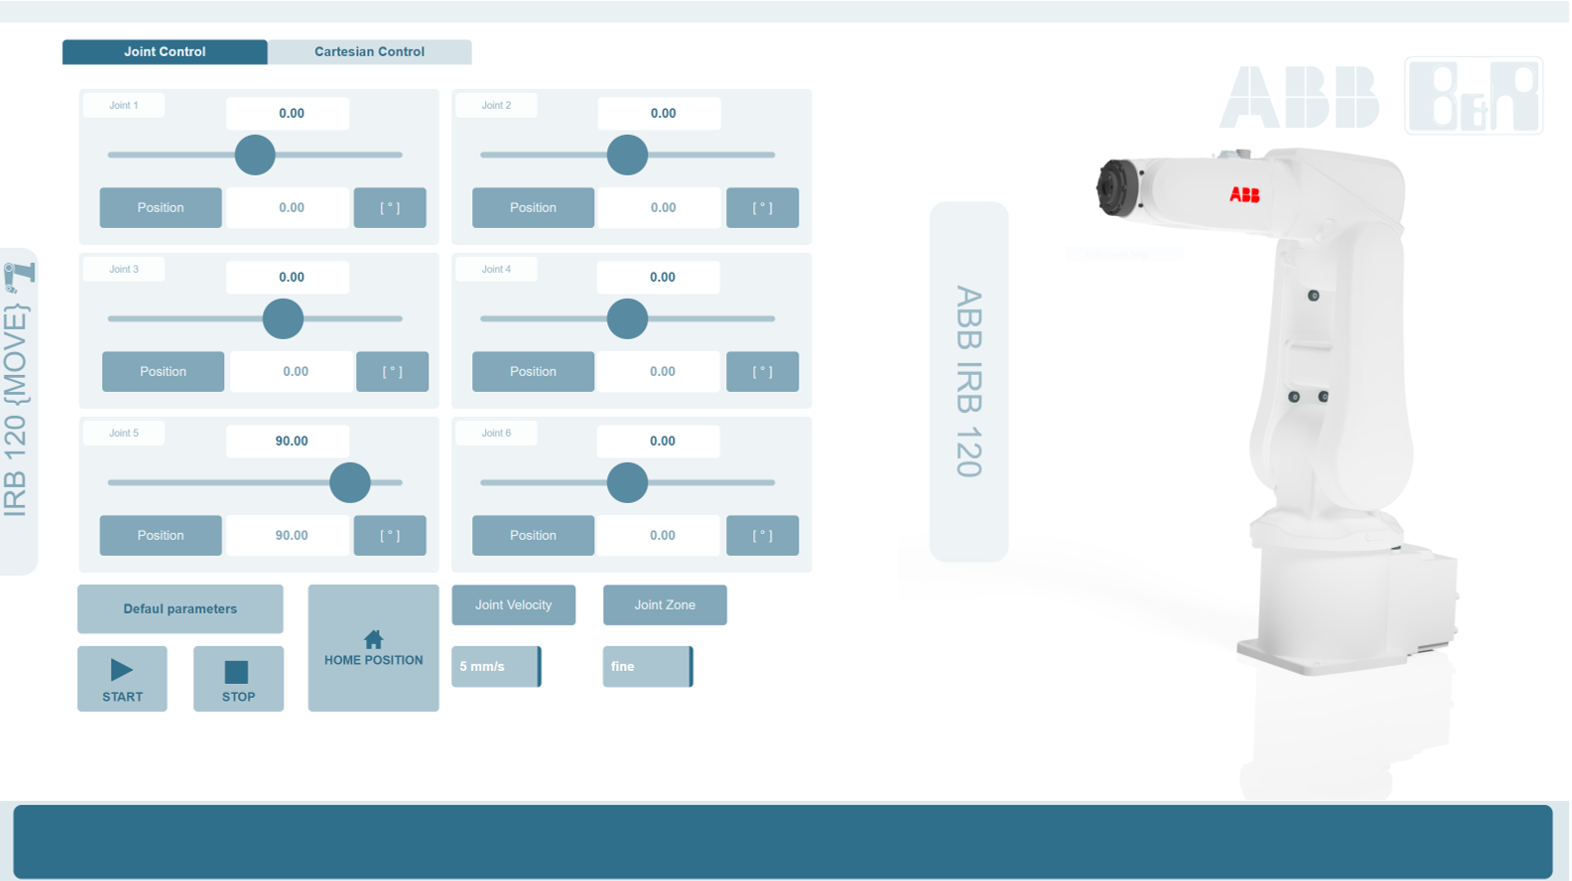 Joint Control
Cartesian Control
ABB
B&R
Joint 1
0.00
Position
0.00
[ ° ]
Joint 2
0.00
Position
0.00
[ ° ]
Joint 3
0.00
Position
0.00
[ ° ]
Joint 4
0.00
Position
0.00
[ ° ]
Joint 5
90.00
Position
90.00
[ ° ]
Joint 6
0.00
Position
0.00
[ ° ]
Defaul parameters
START
STOP
HOME POSITION
Joint Velocity
Joint Zone
5 mm/s
fine
IRB 120 {MOVE}
ABB IRB 120
ABB